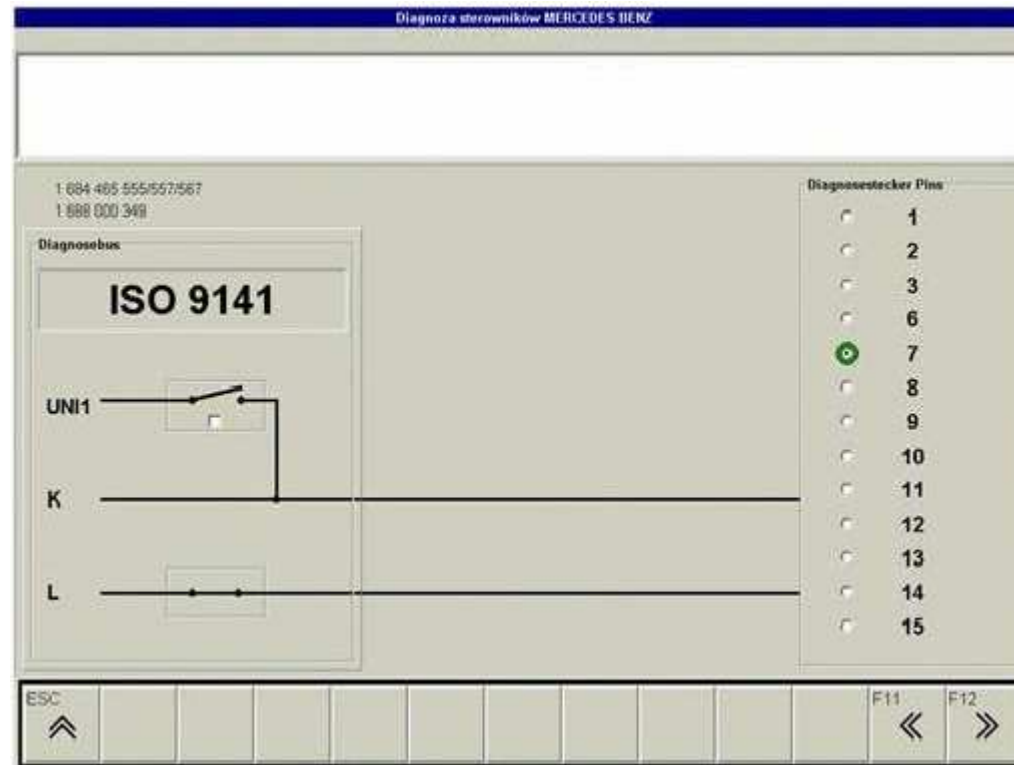 Diagnoza sterowników MERCEDES BENZ
1 684 465 555/557/567
1 688 000 349
Diagnosebus
ISO 9141
UNI1
K
L
Diagnosestecker Pins
1
2
3
6
7
8
9
10
11
12
13
14
15
ESC
F11
F12